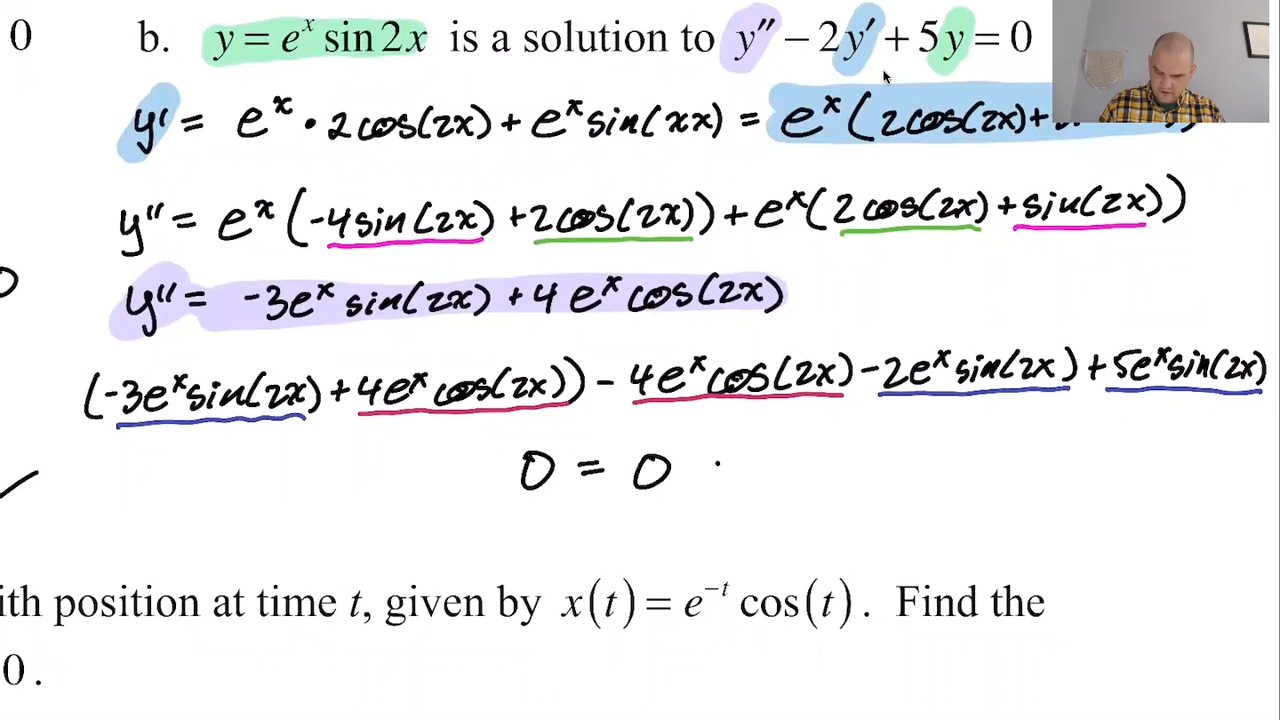 0 b. y = e^x sin 2x is a solution to y″ − 2y′ + 5y = 0
y' = e^x · 2cos(2x) + e^x sin(xx) = e^x (2cos(2x)+
y'' = e^x (-4sin(2x) + 2cos(2x)) + e^x (2cos(2x) + sin(2x))
y'' = -3e^x sin(2x) + 4e^x cos(2x)
(-3e^x sin(2x) + 4e^x cos(2x)) - 4e^x cos(2x) - 2e^x sin(2x) + 5e^x sin(2x)
0 = 0
ith position at time t, given by x(t) = e^{−t} cos(t). Find the
0.